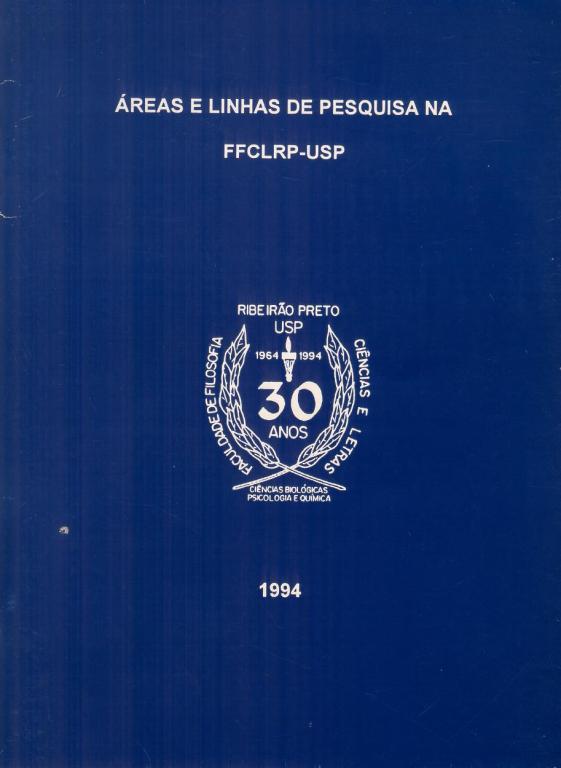 ÁREAS E LINHAS DE PESQUISA NA
FFCLRP-USP
RIBEIRÃO PRETO
USP
1964 1994
30
ANOS
FACULDADE DE FILOSOFIA
CIÊNCIAS E LETRAS
CIÊNCIAS BIOLÓGICAS
PSICOLOGIA E QUÍMICA
1994